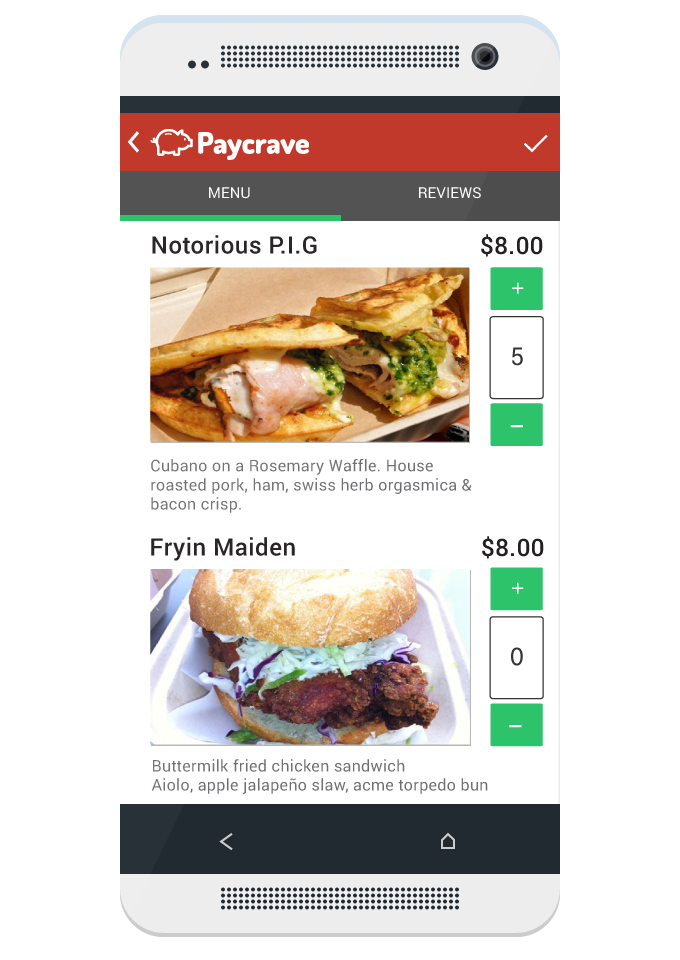 Paycrave
MENU REVIEWS
Notorious P.I.G $8.00
+
5
−
Cubano on a Rosemary Waffle. House
roasted pork, ham, swiss herb orgasmica &
bacon crisp.
Fryin Maiden $8.00
+
0
−
Buttermilk fried chicken sandwich
Aiolo, apple jalapeño slaw, acme torpedo bun